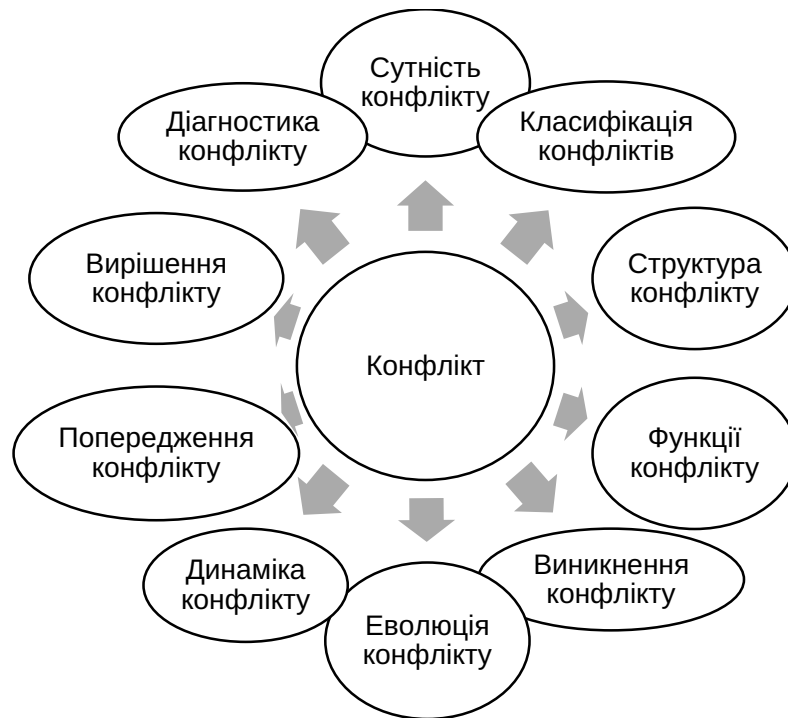 Сутність
конфлікту
Діагностика
конфлікту
Класифікація
конфліктів
Вирішення
конфлікту
Структура
конфлікту
Конфлікт
Попередження
конфлікту
Функції
конфлікту
Динаміка
конфлікту
Виникнення
конфлікту
Еволюція
конфлікту